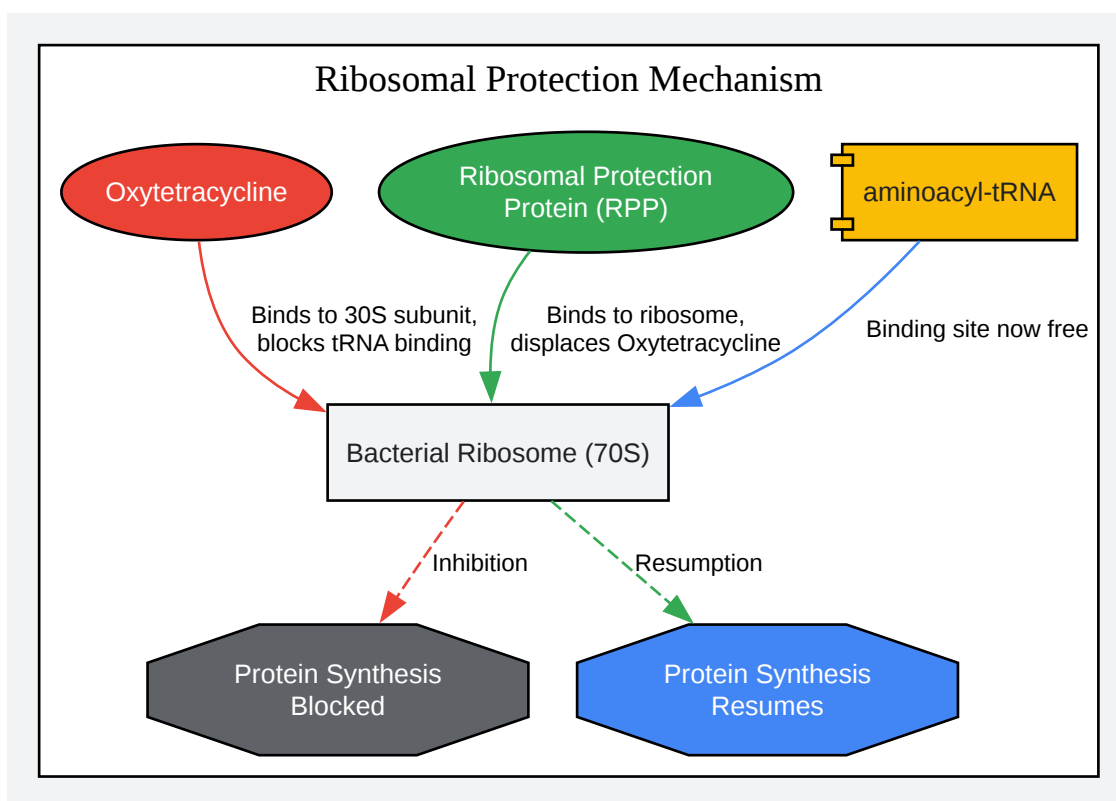 Ribosomal Protection Mechanism
Oxytetracycline
Ribosomal Protection
Protein (RPP)
aminoacyl-tRNA
Binds to 30S subunit,
blocks tRNA binding
Binds to ribosome,
displaces Oxytetracycline
Binding site now free
Bacterial Ribosome (70S)
Inhibition
Resumption
Protein Synthesis
Blocked
Protein Synthesis
Resumes